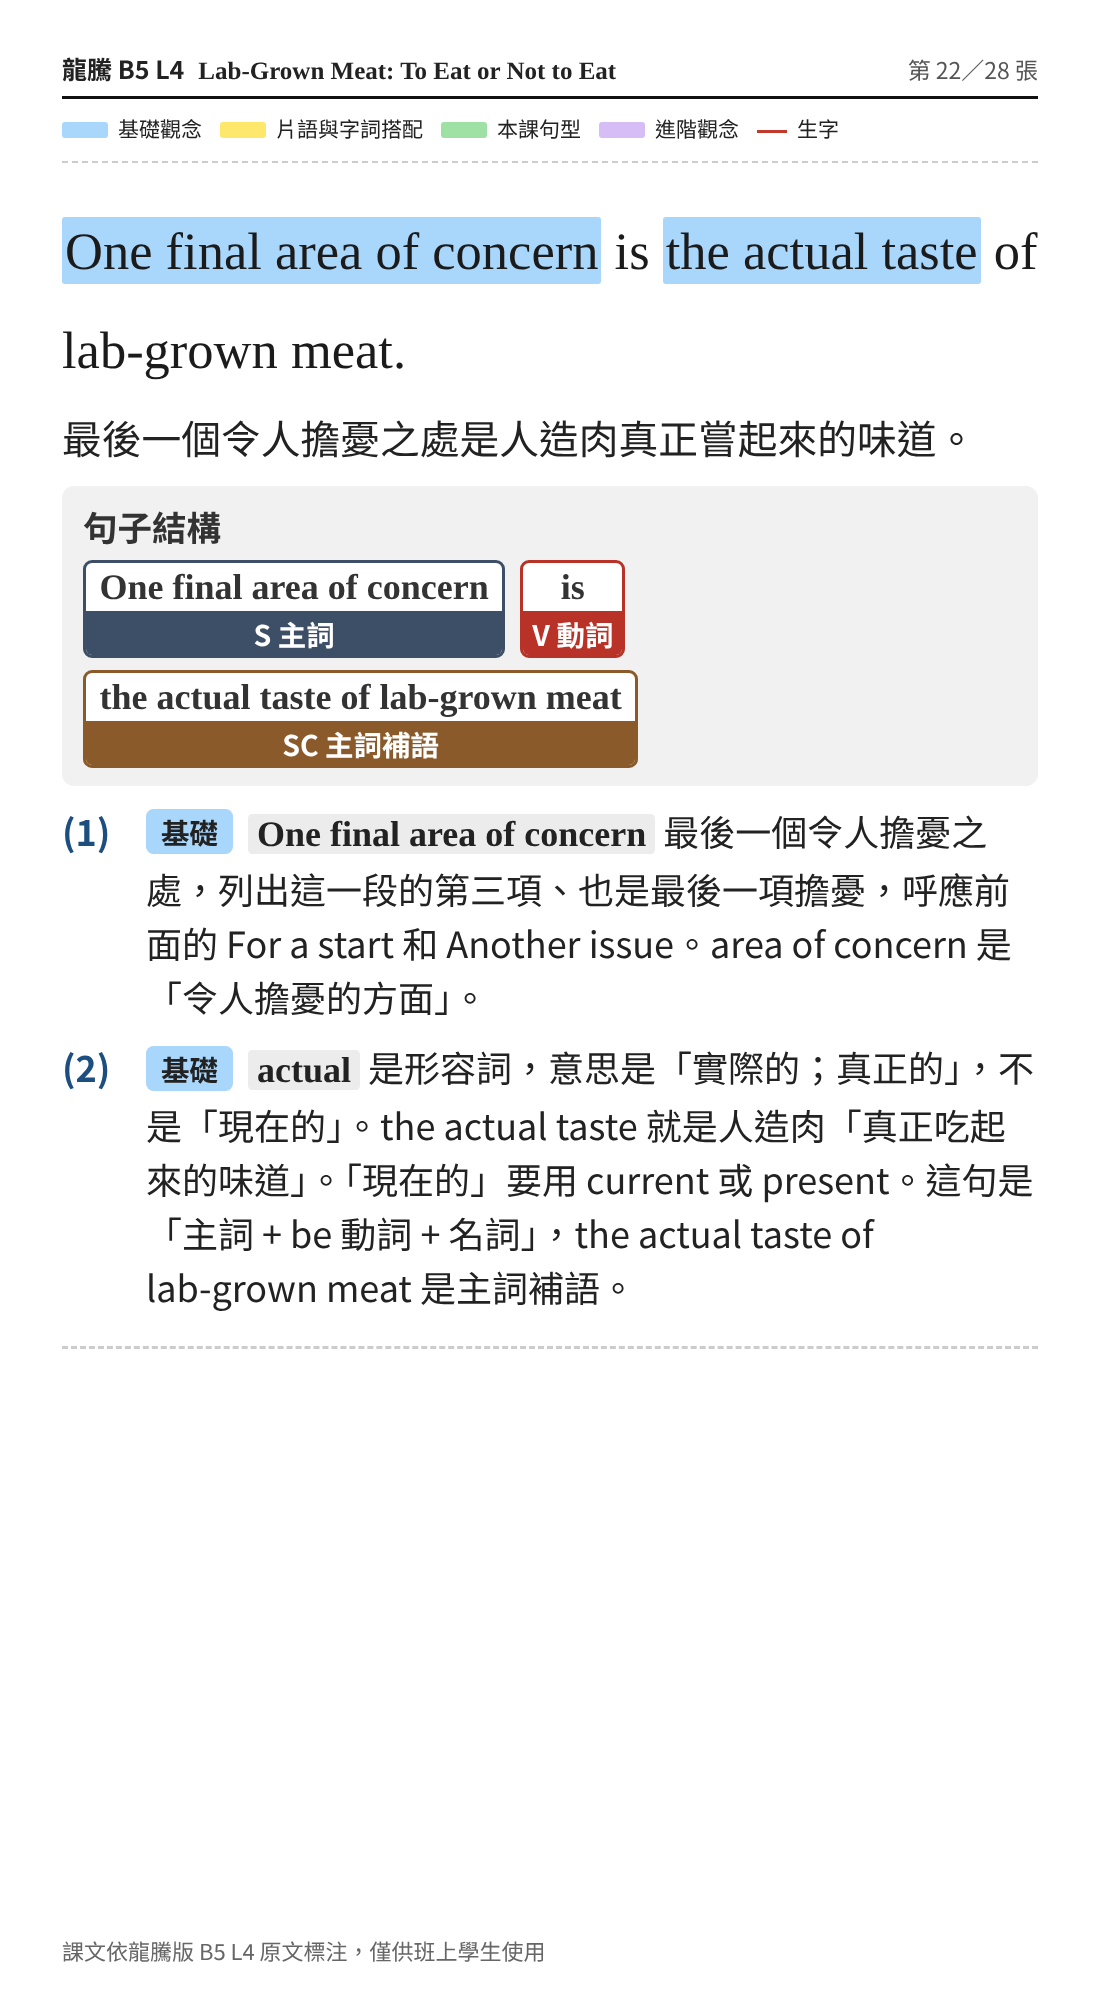 龍騰 B5 L4 Lab-Grown Meat: To Eat or Not to Eat 第 22／28 張
基礎觀念 片語與字詞搭配 本課句型 進階觀念 生字
One final area of concern is the actual taste of
lab-grown meat.
最後一個令人擔憂之處是人造肉真正嘗起來的味道。
句子結構
One final area of concern is
S 主詞 V 動詞
the actual taste of lab-grown meat
SC 主詞補語
(1) 基礎 One final area of concern 最後一個令人擔憂之
處，列出這一段的第三項、也是最後一項擔憂，呼應前
面的 For a start 和 Another issue。area of concern 是
「令人擔憂的方面」。
(2) 基礎 actual 是形容詞，意思是「實際的；真正的」，不
是「現在的」。the actual taste 就是人造肉「真正吃起
來的味道」。「現在的」要用 current 或 present。這句是
「主詞 + be 動詞 + 名詞」，the actual taste of
lab-grown meat 是主詞補語。
課文依龍騰版 B5 L4 原文標注，僅供班上學生使用